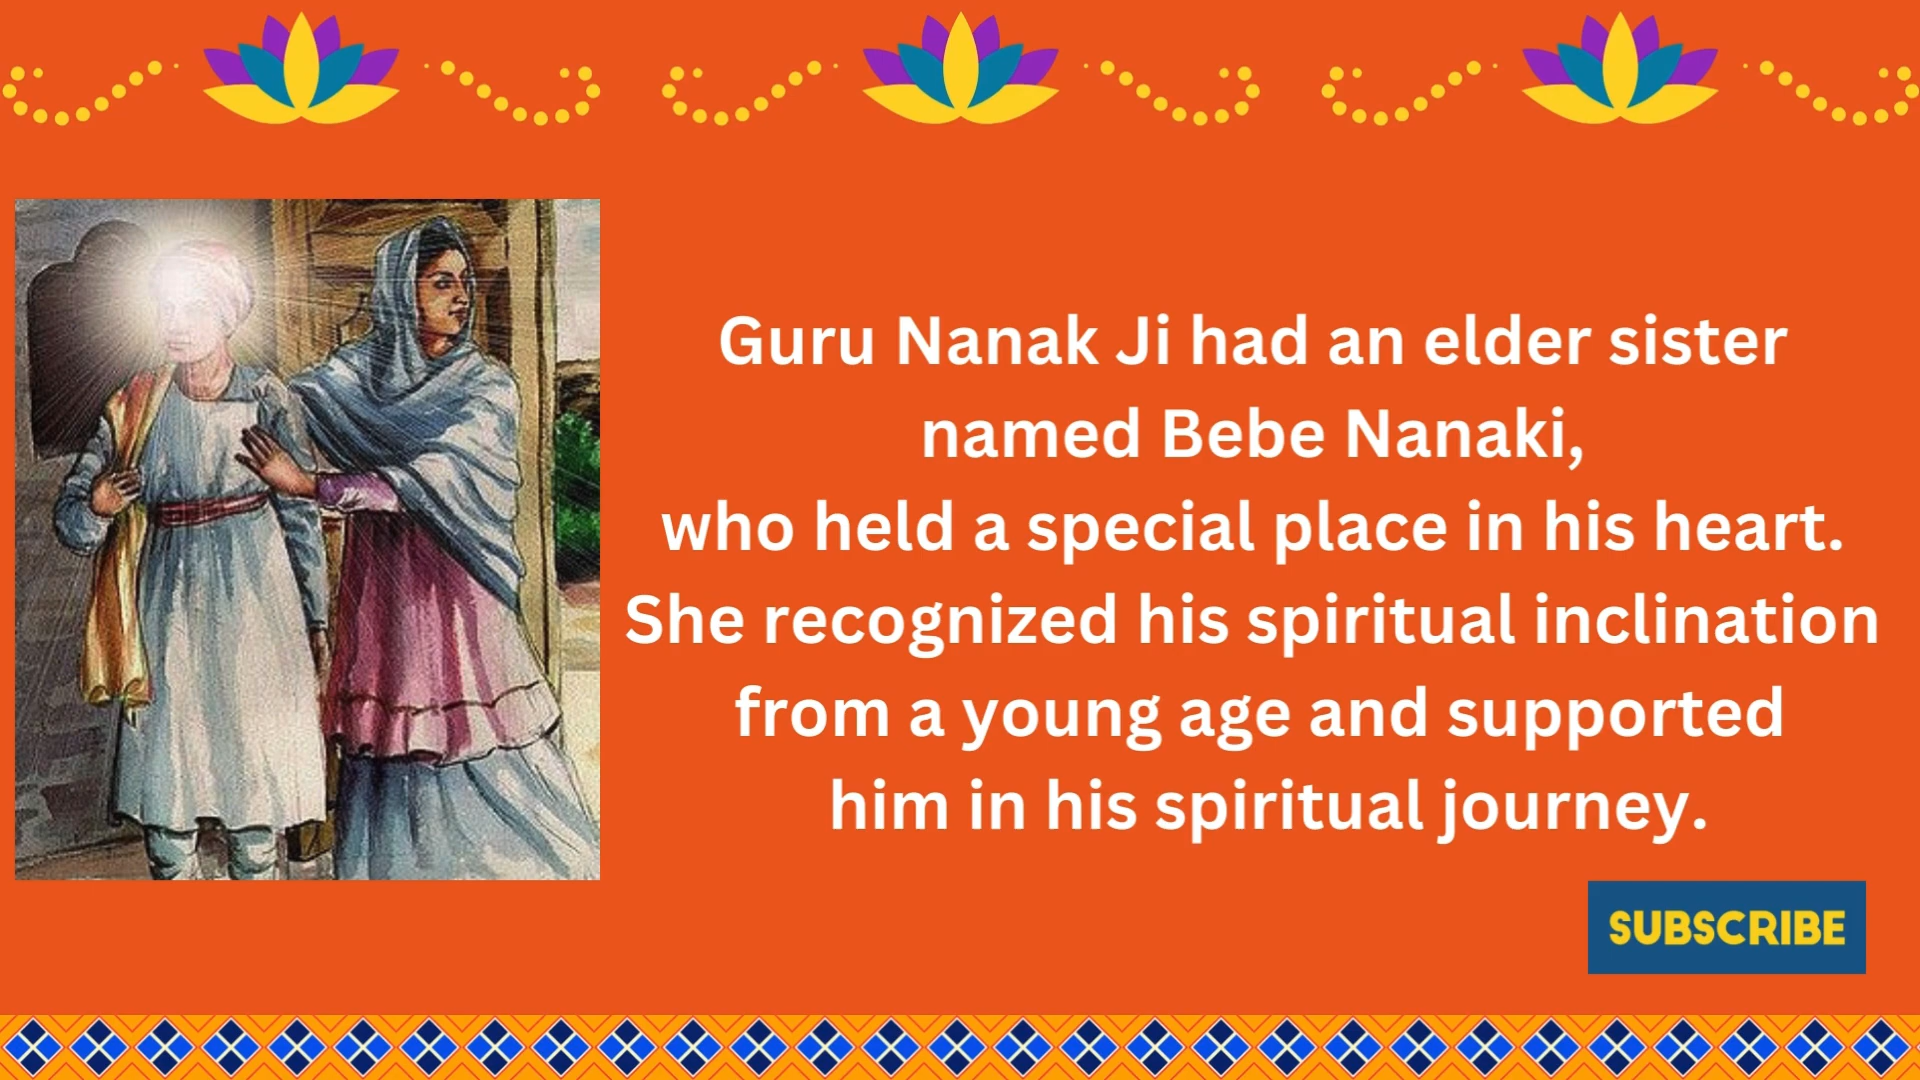 Guru Nanak Ji had an elder sister
named Bebe Nanaki,
who held a special place in his heart.
She recognized his spiritual inclination
from a young age and supported
him in his spiritual journey.
SUBSCRIBE